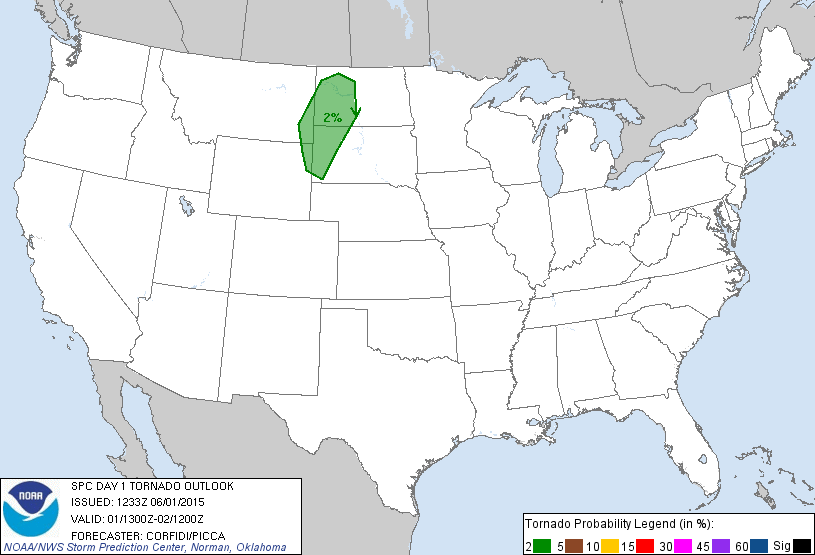 2%
SPC DAY 1 TORNADO OUTLOOK
ISSUED: 1233Z 06/01/2015
VALID: 01/1300Z-02/1200Z
FORECASTER: CORFIDI/PICCA
NOAA/NWS Storm Prediction Center, Norman, Oklahoma
NOAA
Tornado Probability Legend (in %):
2 5 10 15 30 45 60 Sig